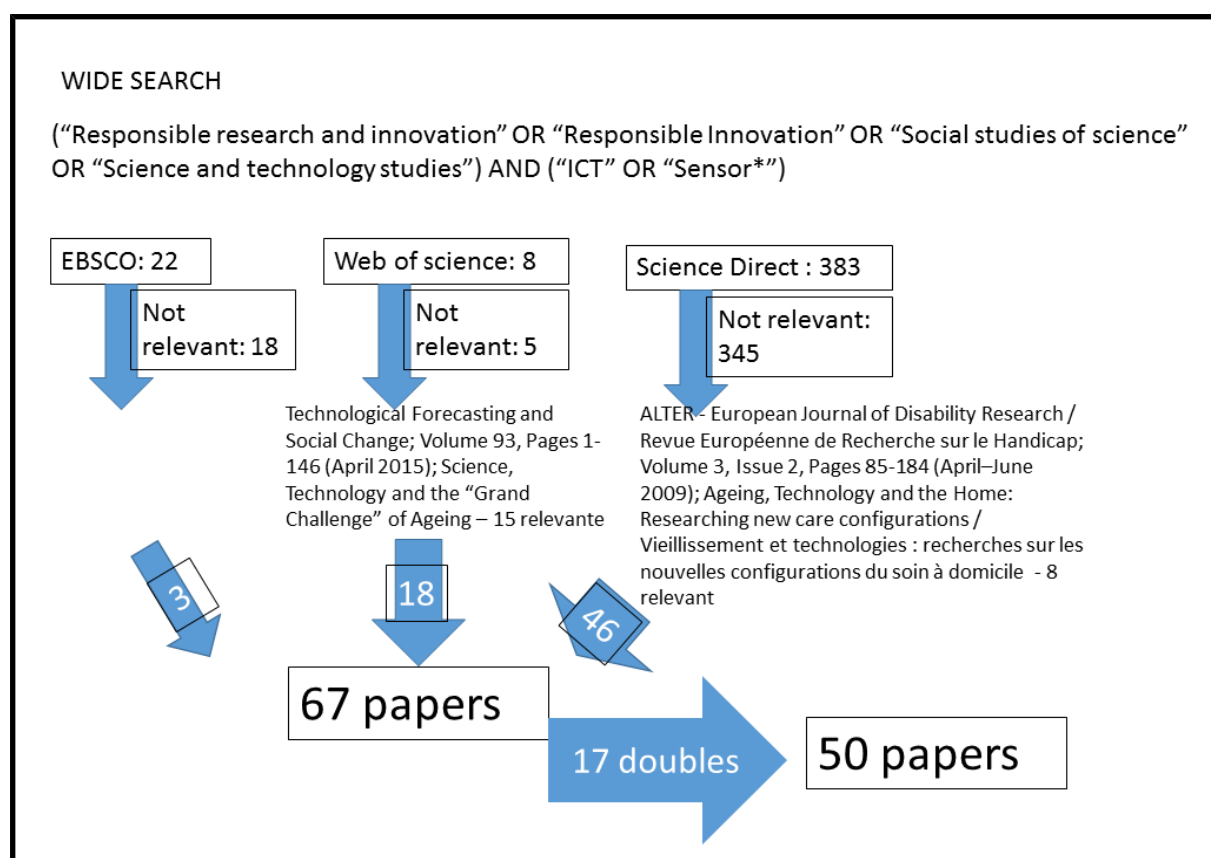 WIDE SEARCH
(“Responsible research and innovation” OR “Responsible Innovation” OR “Social studies of science”
OR “Science and technology studies”) AND (“ICT” OR “Sensor*”)
EBSCO: 22
Not
relevant: 18
Web of science: 8
Not
relevant: 5
Science Direct : 383
Not relevant:
345
Technological Forecasting and
Social Change; Volume 93, Pages 1-
146 (April 2015); Science,
Technology and the “Grand
Challenge” of Ageing – 15 relevante
ALTER - European Journal of Disability Research /
Revue Européenne de Recherche sur le Handicap;
Volume 3, Issue 2, Pages 85-184 (April–June
2009); Ageing, Technology and the Home:
Researching new care configurations /
Vieillissement et technologies : recherches sur les
nouvelles configurations du soin à domicile - 8
relevant
3
18
46
67 papers
17 doubles
50 papers